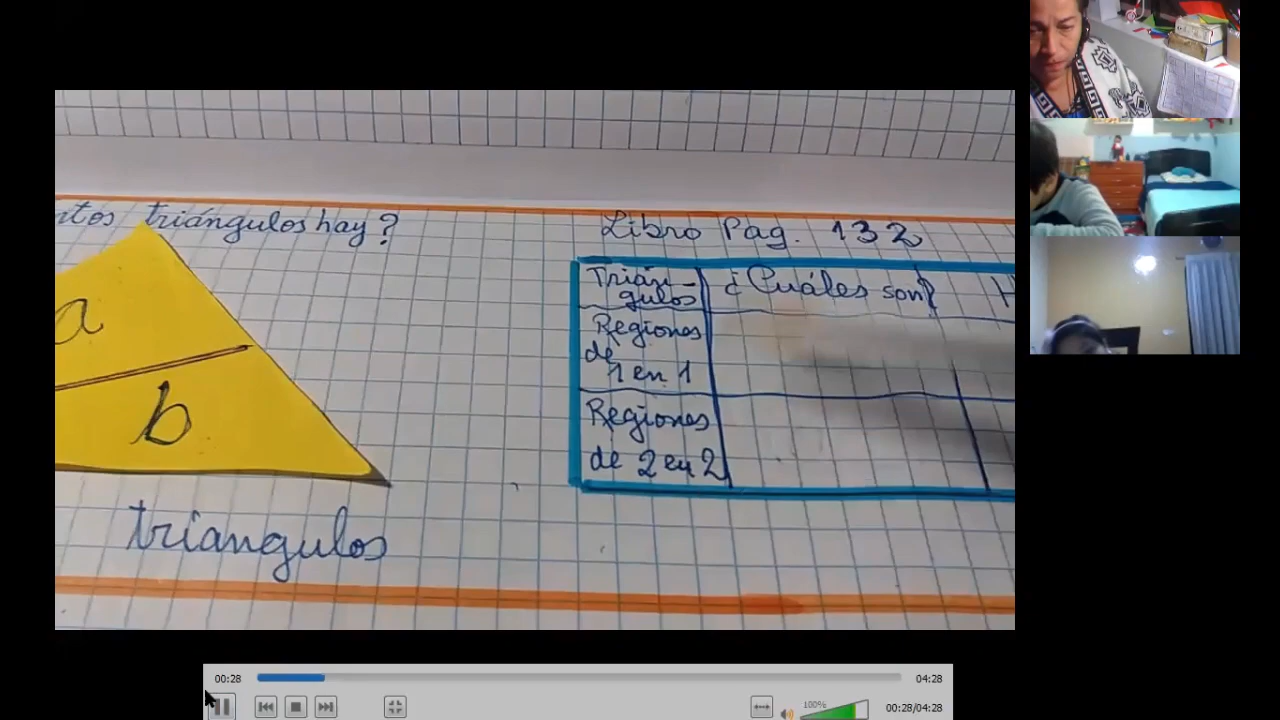 ntos triángulos hay?
a
b
triangulos
Libro Pag. 132
Trián-
gulos
¿Cuáles son?
H
Regiones
de
1 en 1
Regiones
de 2 en 2
00:28
04:28
100%
00:28/04:28